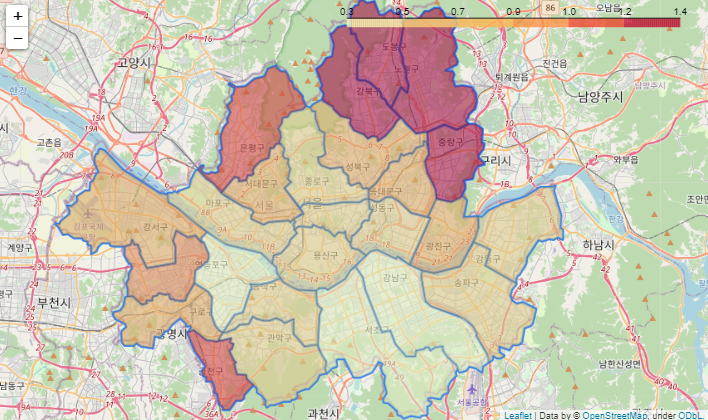 +
−
0.3 0.5 0.7 0.9 1.0 1.2 1.4
86
오남읍
도봉구
고양시
진건읍
퇴계원읍
노원구
강북구
남양주시
19A
고촌읍
은평구
중랑구
구리시
와부읍
20B
성북구
서대문구
종로구
동대문구
1B
마포구
서울
성동구
조안면
한강
강서구
광진구
하남시
계양구
용산구
강동구
영등포구
강남구
송파구
부천시
구로구
서초구
광명시
관악구
금천구
19A
남한산성면
서울공항
과천시
36A
Leaflet | Data by © OpenStreetMap, under ODbL.